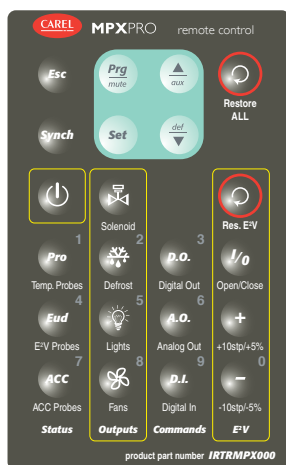 CAREL MPXPRO remote control
Esc Prg mute aux Restore ALL
Synch Set def
Solenoid Res. E²V
1 2 3
Pro D.O. I/0
Temp. Probes Defrost Digital Out Open/Close
4 5 6
Eud A.O. +
E²V Probes Lights Analog Out +10stp/+5%
7 8 9 0
ACC D.I. -
ACC Probes Fans Digital In -10stp/-5%
Status Outputs Commands E²V
product part number IRTRMPX000